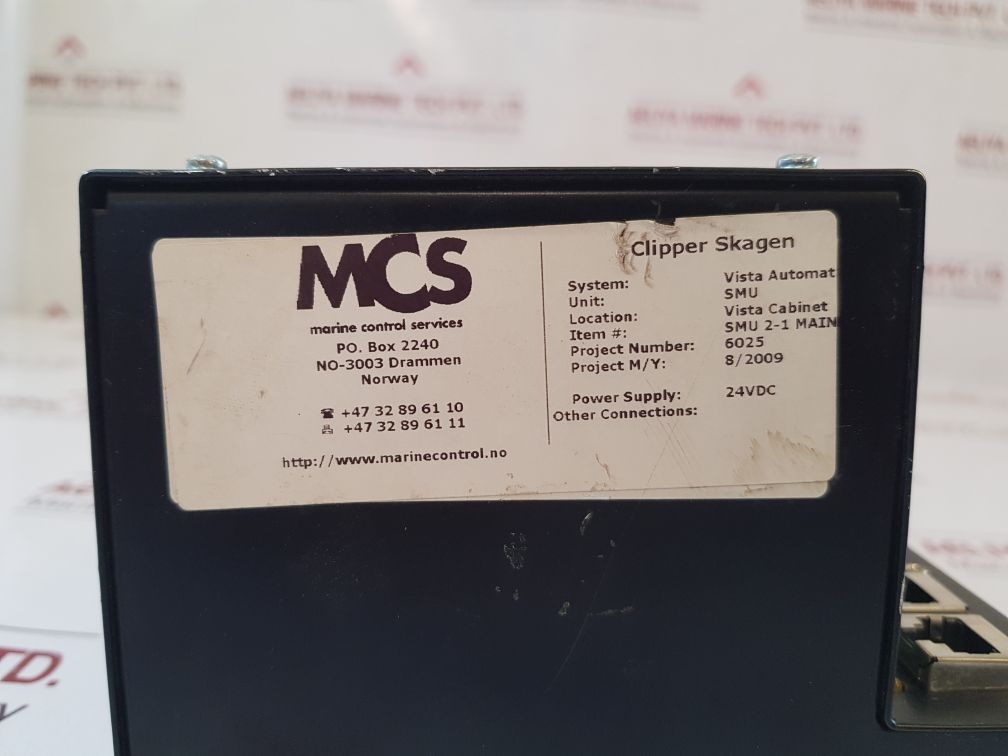 MCS
marine control services
PO. Box 2240
NO-3003 Drammen
Norway
+47 32 89 61 10
+47 32 89 61 11
http://www.marinecontrol.no
Clipper Skagen
System: Vista Automat
Unit: SMU
Location: Vista Cabinet
Item #: SMU 2-1 MAIN
Project Number: 6025
Project M/Y: 8/2009
Power Supply: 24VDC
Other Connections:
TD.